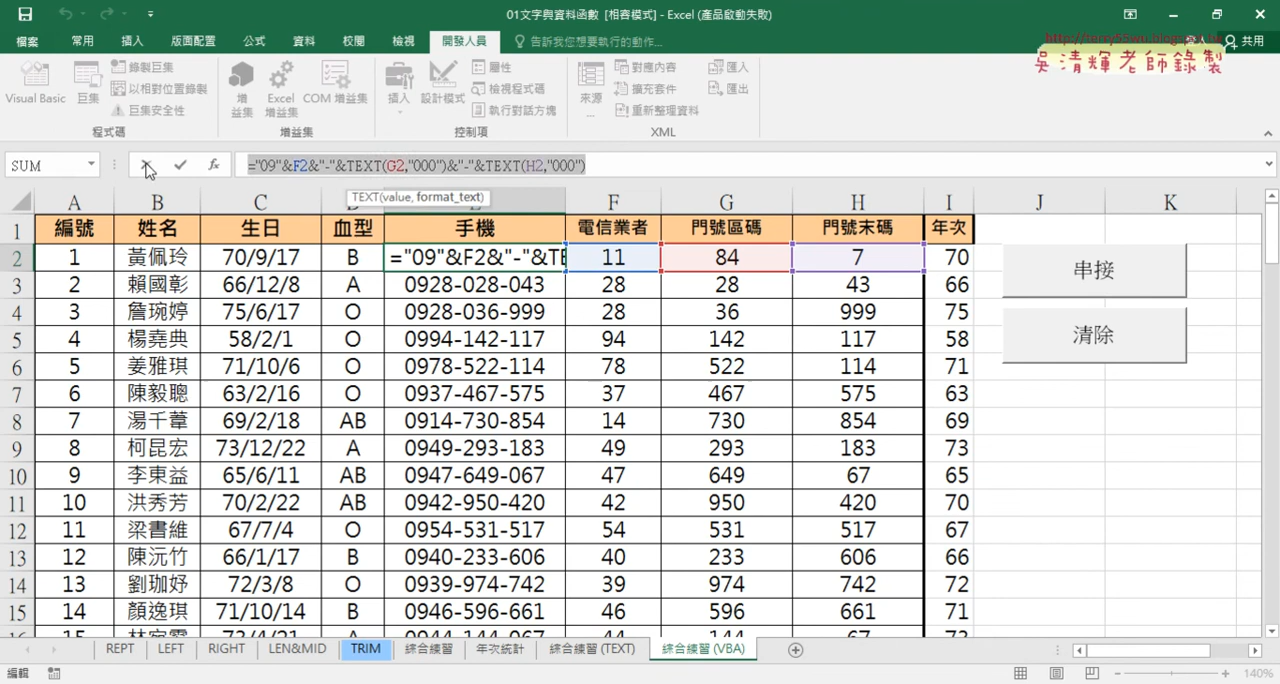 01文字與資料函數 [相容模式] - Excel (產品啟動失敗)
http://terry55wu.blogspot.tw
吳清輝老師錄製
檔案 常用 插入 版面配置 公式 資料 校閱 檢視 開發人員 告訴我您想要執行的動作... 共用
Visual Basic 巨集 錄製巨集 以相對位置錄製 巨集安全性 程式碼
增益集 Excel 增益集 COM 增益集 增益集
插入 設計模式 屬性 檢視程式碼 執行對話方塊 控制項
來源 對應內容 擴充套件 重新整理資料 匯入 匯出 XML
SUM ="09"&F2&"-"&TEXT(G2,"000")&"-"&TEXT(H2,"000")
TEXT(value, format_text)
A B C F G H I J K
1 編號 姓名 生日 血型 手機 電信業者 門號區碼 門號末碼 年次
2 1 黃佩玲 70/9/17 B ="09"&F2&"-"&TE 11 84 7 70
3 2 賴國彰 66/12/8 A 0928-028-043 28 28 43 66
4 3 詹琬婷 75/6/17 O 0928-036-999 28 36 999 75
5 4 楊堯典 58/2/1 O 0994-142-117 94 142 117 58
6 5 姜雅琪 71/10/6 O 0978-522-114 78 522 114 71
7 6 陳毅聰 63/2/16 O 0937-467-575 37 467 575 63
8 7 湯千葦 69/2/18 AB 0914-730-854 14 730 854 69
9 8 柯昆宏 73/12/22 A 0949-293-183 49 293 183 73
10 9 李東益 65/6/11 AB 0947-649-067 47 649 67 65
11 10 洪秀芳 70/2/22 AB 0942-950-420 42 950 420 70
12 11 梁書維 67/7/4 O 0954-531-517 54 531 517 67
13 12 陳沅竹 66/1/17 B 0940-233-606 40 233 606 66
14 13 劉珈妤 72/3/8 O 0939-974-742 39 974 742 72
15 14 顏逸琪 71/10/14 B 0946-596-661 46 596 661 71
串接
清除
REPT LEFT RIGHT LEN&MID TRIM 綜合練習 年次統計 綜合練習 (TEXT) 綜合練習 (VBA)
編輯 140%